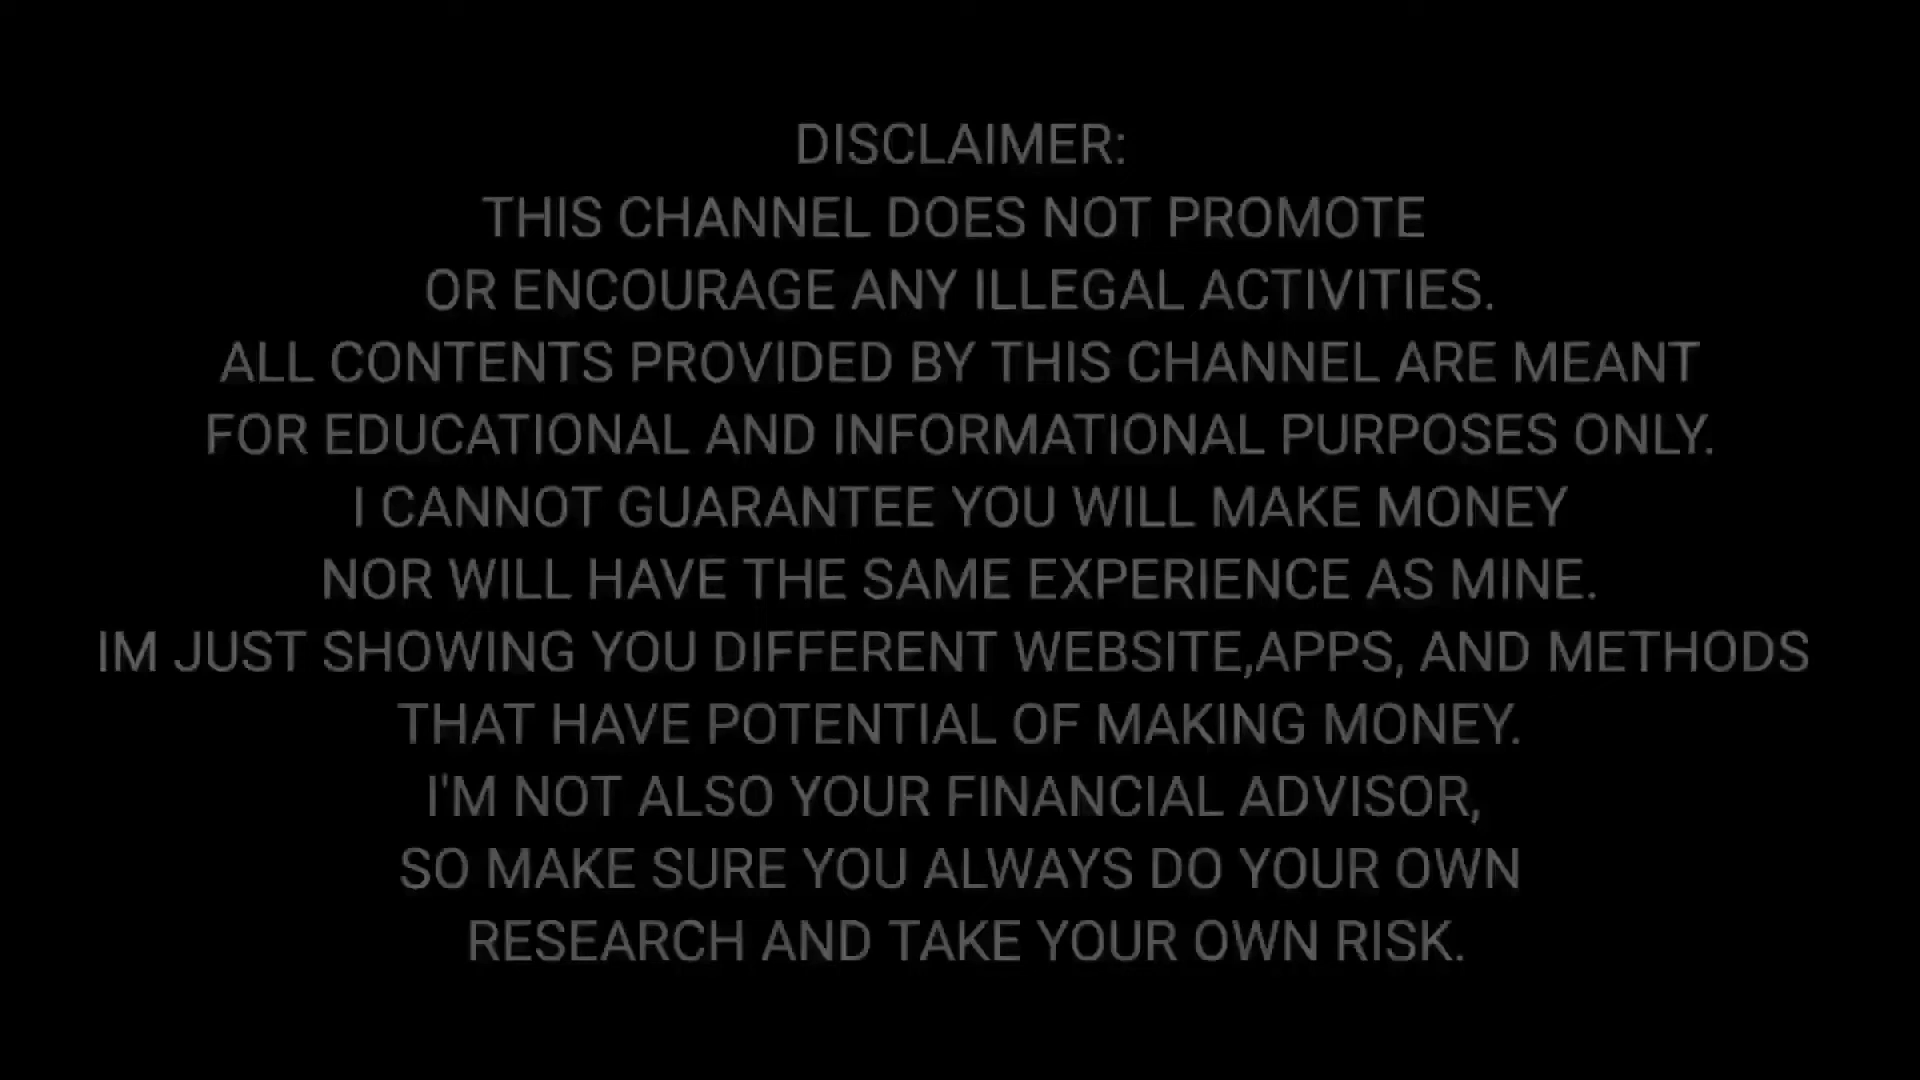 DISCLAIMER:
THIS CHANNEL DOES NOT PROMOTE
OR ENCOURAGE ANY ILLEGAL ACTIVITIES.
ALL CONTENTS PROVIDED BY THIS CHANNEL ARE MEANT
FOR EDUCATIONAL AND INFORMATIONAL PURPOSES ONLY.
I CANNOT GUARANTEE YOU WILL MAKE MONEY
NOR WILL HAVE THE SAME EXPERIENCE AS MINE.
IM JUST SHOWING YOU DIFFERENT WEBSITE,APPS, AND METHODS
THAT HAVE POTENTIAL OF MAKING MONEY.
I'M NOT ALSO YOUR FINANCIAL ADVISOR,
SO MAKE SURE YOU ALWAYS DO YOUR OWN
RESEARCH AND TAKE YOUR OWN RISK.